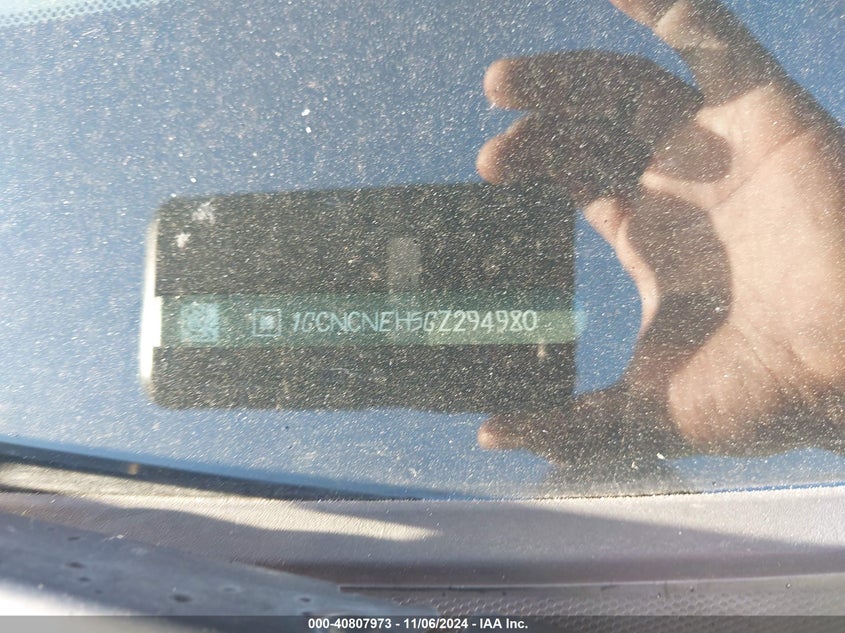 1GCNCNEH5GZ294980
000-40807973 - 11/06/2024 - IAA Inc.